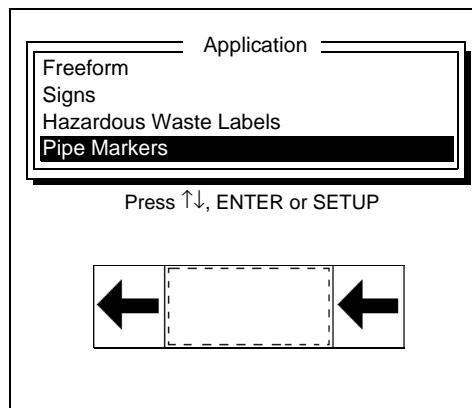 Application
Freeform
Signs
Hazardous Waste Labels
Pipe Markers
Press ↑↓, ENTER or SETUP